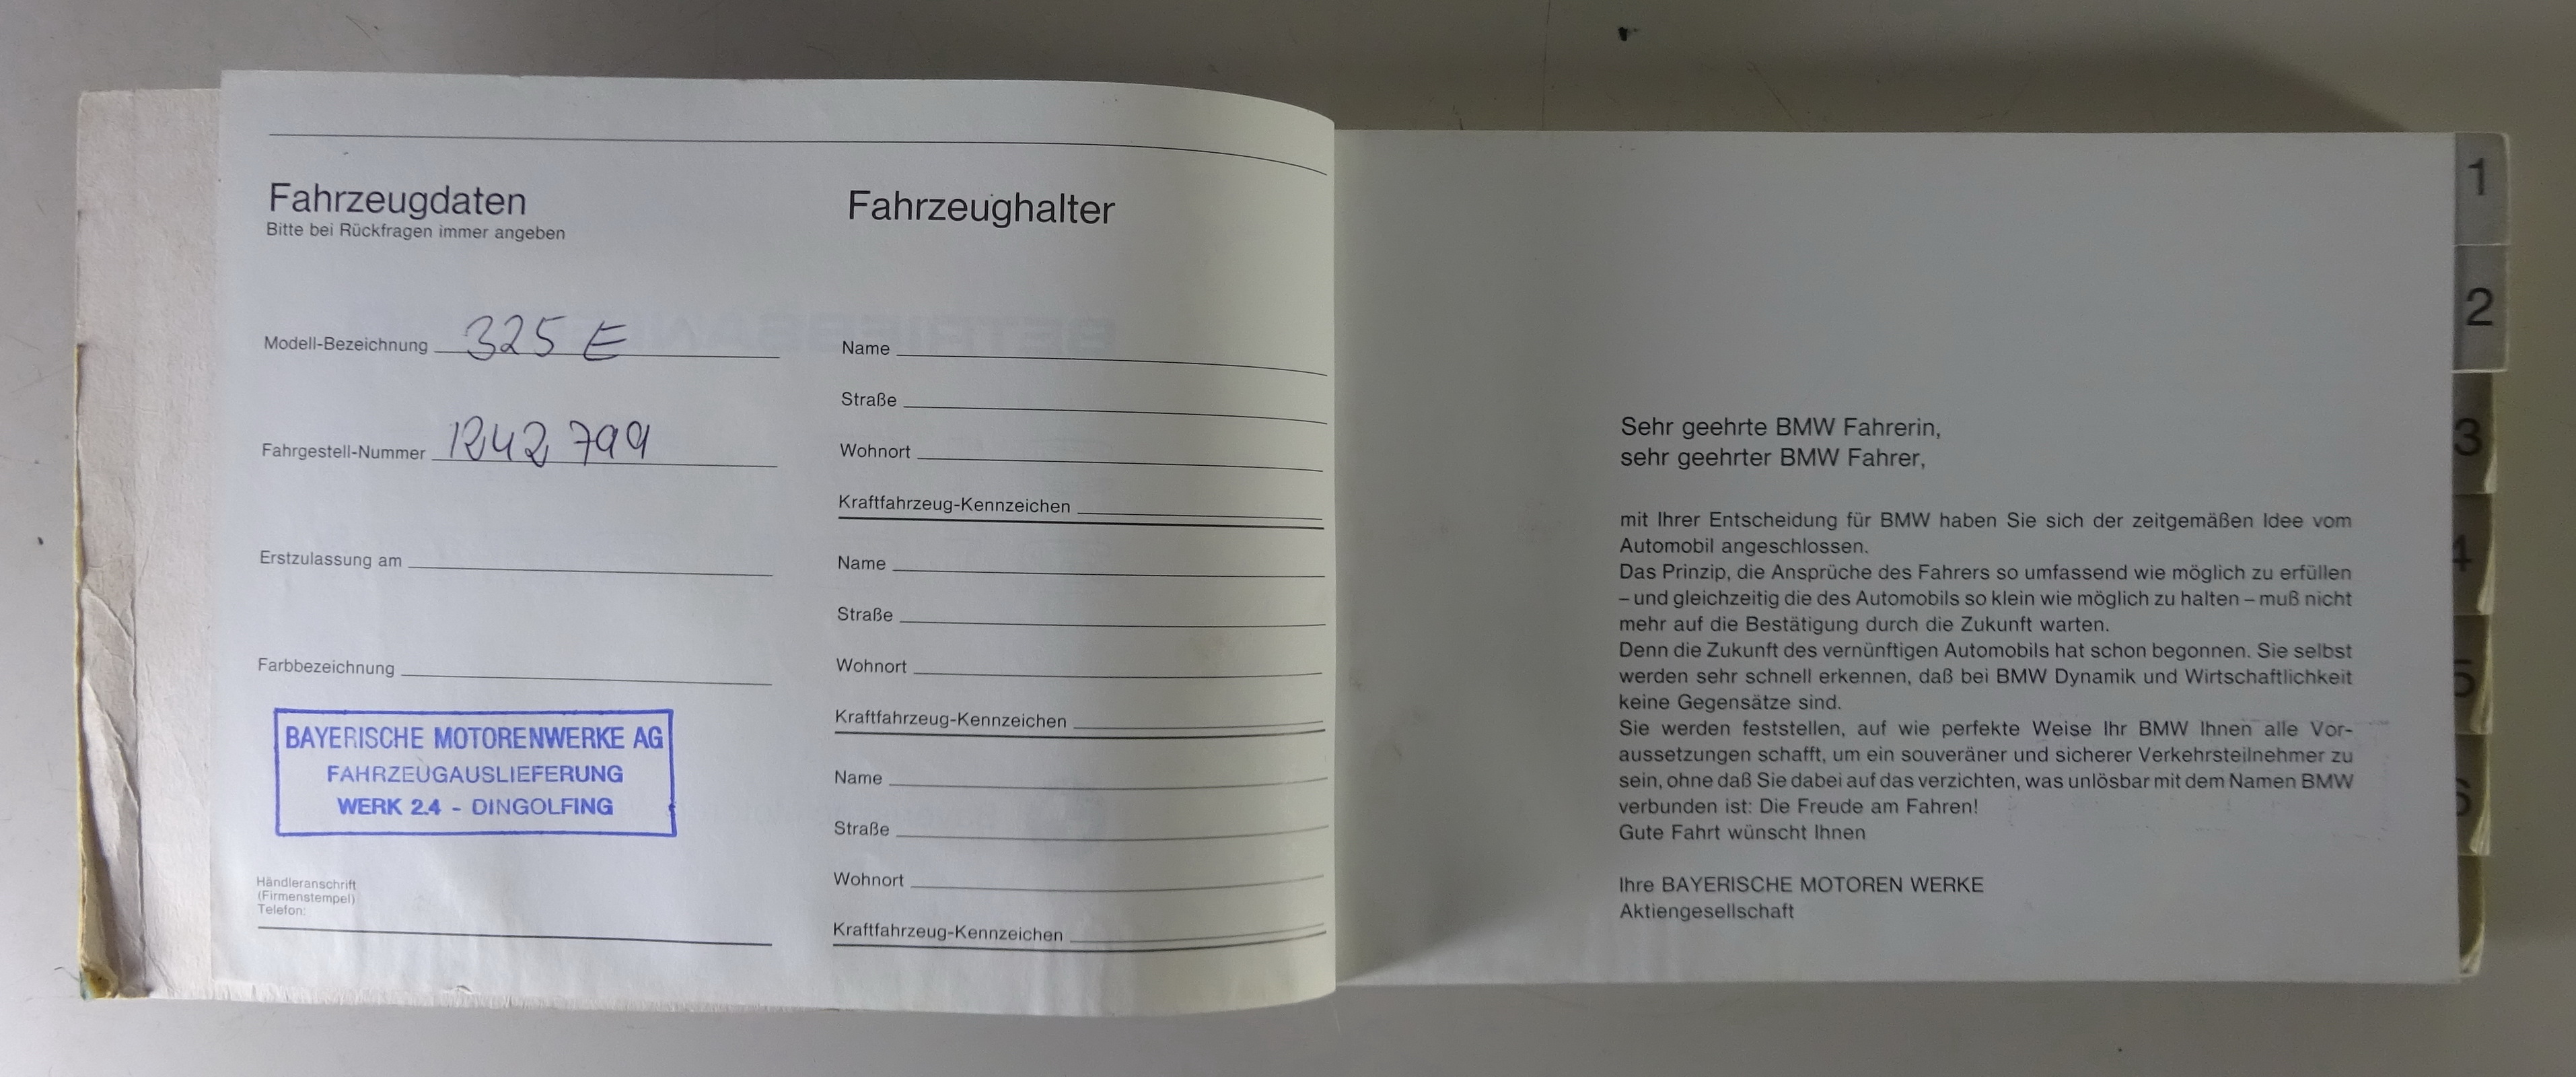 Fahrzeugdaten
Bitte bei Rückfragen immer angeben
Modell-Bezeichnung 325 E
Fahrgestell-Nummer 1242 799
Erstzulassung am
Farbbezeichnung
BAYERISCHE MOTORENWERKE AG
FAHRZEUGAUSLIEFERUNG
WERK 2.4 - DINGOLFING
Händleranschrift
(Firmenstempel)
Telefon:
Fahrzeughalter
Name
Straße
Wohnort
Kraftfahrzeug-Kennzeichen
Name
Straße
Wohnort
Kraftfahrzeug-Kennzeichen
Name
Straße
Wohnort
Kraftfahrzeug-Kennzeichen
Sehr geehrte BMW Fahrerin,
sehr geehrter BMW Fahrer,
mit Ihrer Entscheidung für BMW haben Sie sich der zeitgemäßen Idee vom
Automobil angeschlossen.
Das Prinzip, die Ansprüche des Fahrers so umfassend wie möglich zu erfüllen
– und gleichzeitig die des Automobils so klein wie möglich zu halten – muß nicht
mehr auf die Bestätigung durch die Zukunft warten.
Denn die Zukunft des vernünftigen Automobils hat schon begonnen. Sie selbst
werden sehr schnell erkennen, daß bei BMW Dynamik und Wirtschaftlichkeit
keine Gegensätze sind.
Sie werden feststellen, auf wie perfekte Weise Ihr BMW Ihnen alle Vor-
aussetzungen schafft, um ein souveräner und sicherer Verkehrsteilnehmer zu
sein, ohne daß Sie dabei auf das verzichten, was unlösbar mit dem Namen BMW
verbunden ist: Die Freude am Fahren!
Gute Fahrt wünscht Ihnen
Ihre BAYERISCHE MOTOREN WERKE
Aktiengesellschaft
1
2
3
4
5
6